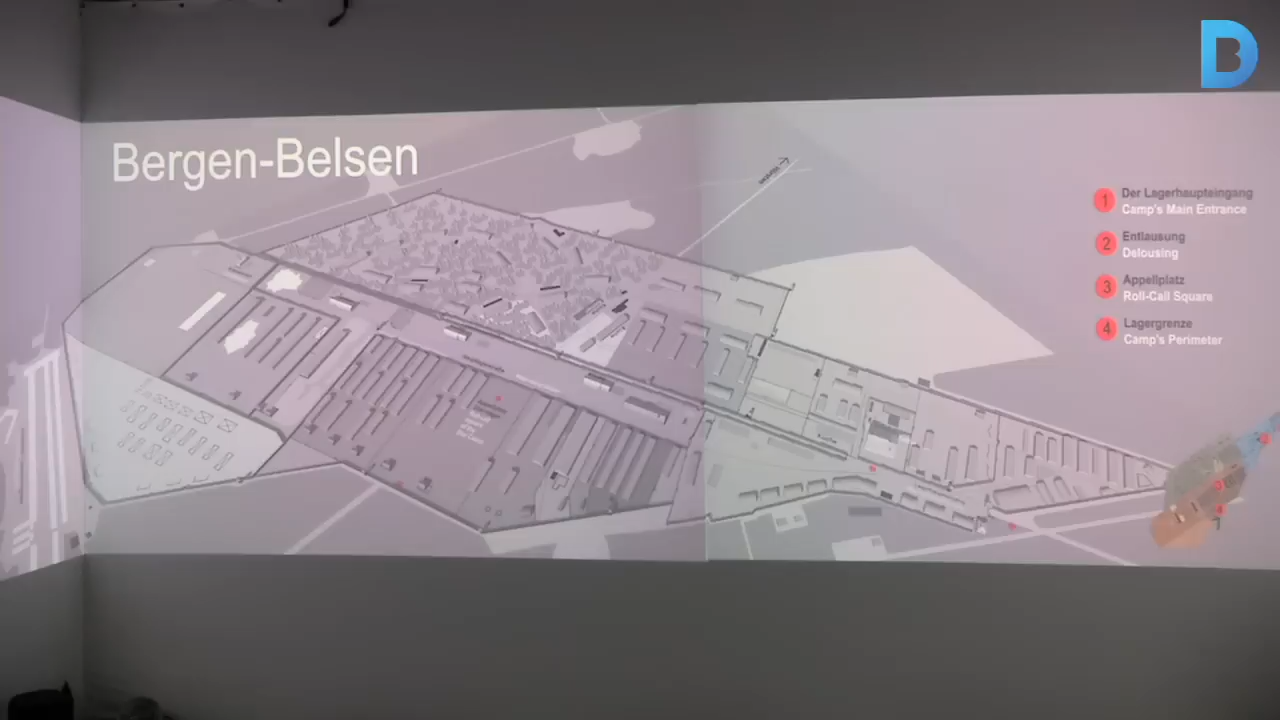 Bergen-Belsen
1
Der Lagerhaupteingang
Camp's Main Entrance
2
Entlausung
Delousing
3
Appellplatz
Roll-Call Square
4
Lagergrenze
Camp's Perimeter